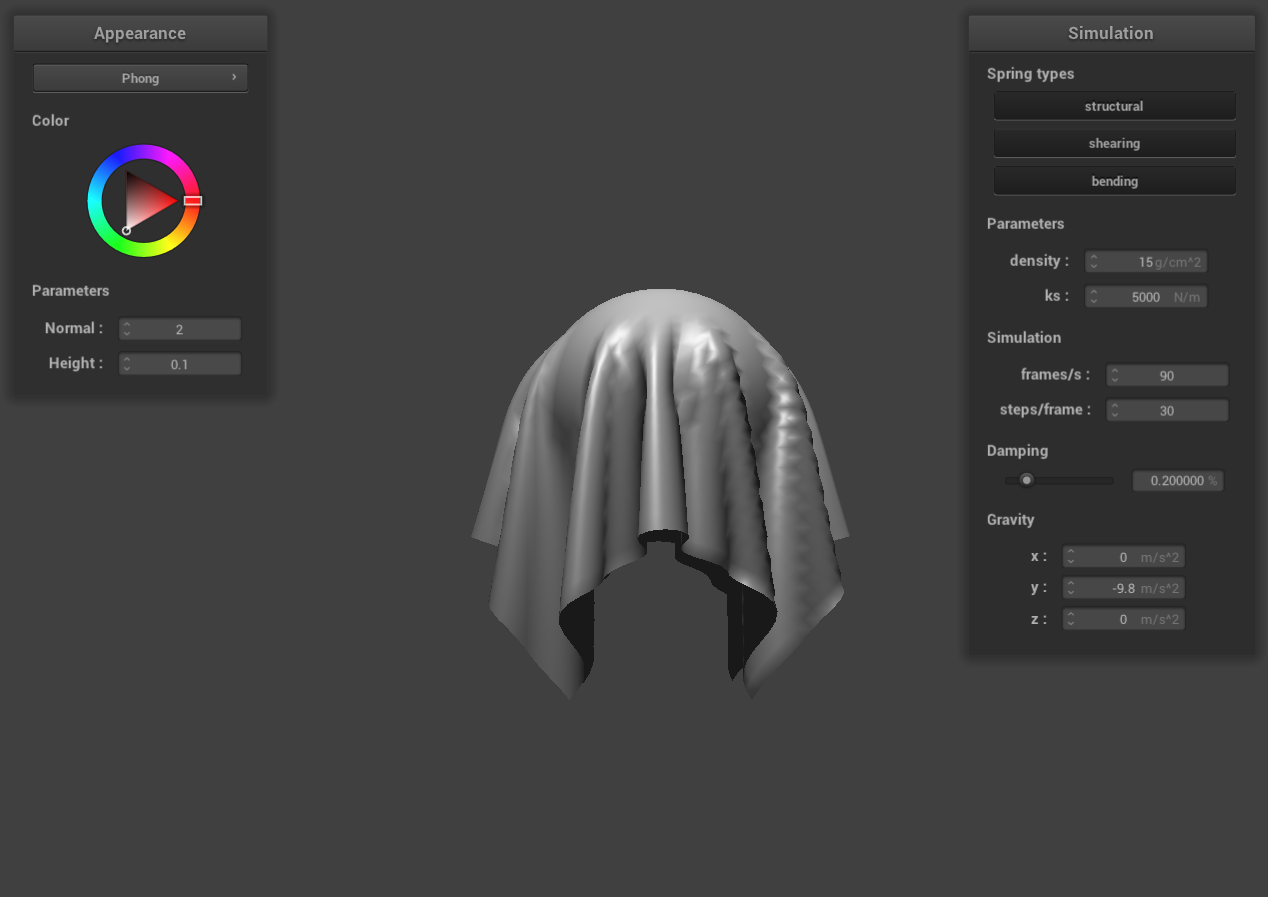 Appearance
Phong
Color
Parameters
Normal : 2
Height : 0.1
Simulation
Spring types
structural
shearing
bending
Parameters
density : 15 g/cm^2
ks : 5000 N/m
Simulation
frames/s : 90
steps/frame : 30
Damping
0.200000 %
Gravity
x : 0 m/s^2
y : -9.8 m/s^2
z : 0 m/s^2